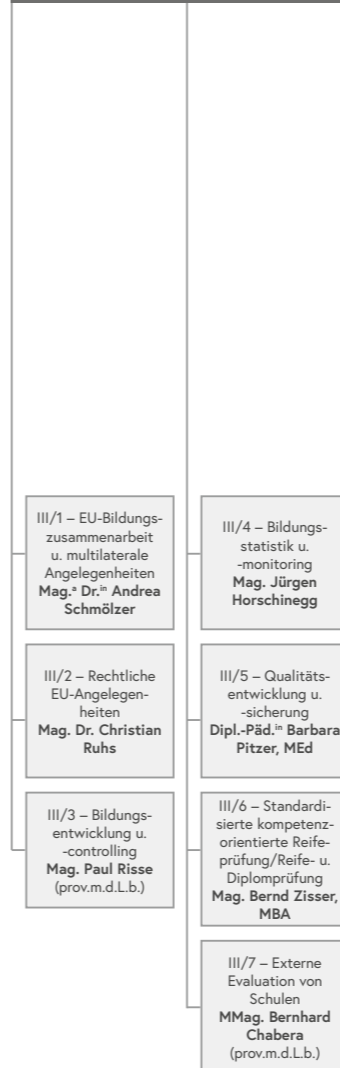 III/1 – EU-Bildungs-
zusammenarbeit
u. multilaterale
Angelegenheiten
Mag.ª Dr.ⁱⁿ Andrea
Schmölzer
III/2 – Rechtliche
EU-Angelegen-
heiten
Mag. Dr. Christian
Ruhs
III/3 – Bildungs-
entwicklung u.
-controlling
Mag. Paul Risse
(prov.m.d.L.b.)
III/4 – Bildungs-
statistik u.
-monitoring
Mag. Jürgen
Horschinegg
III/5 – Qualitäts-
entwicklung u.
-sicherung
Dipl.-Päd.ⁱⁿ Barbara
Pitzer, MEd
III/6 – Standardi-
sierte kompetenz-
orientierte Reife-
prüfung/Reife- u.
Diplomprüfung
Mag. Bernd Zisser,
MBA
III/7 – Externe
Evaluation von
Schulen
MMag. Bernhard
Chabera
(prov.m.d.L.b.)